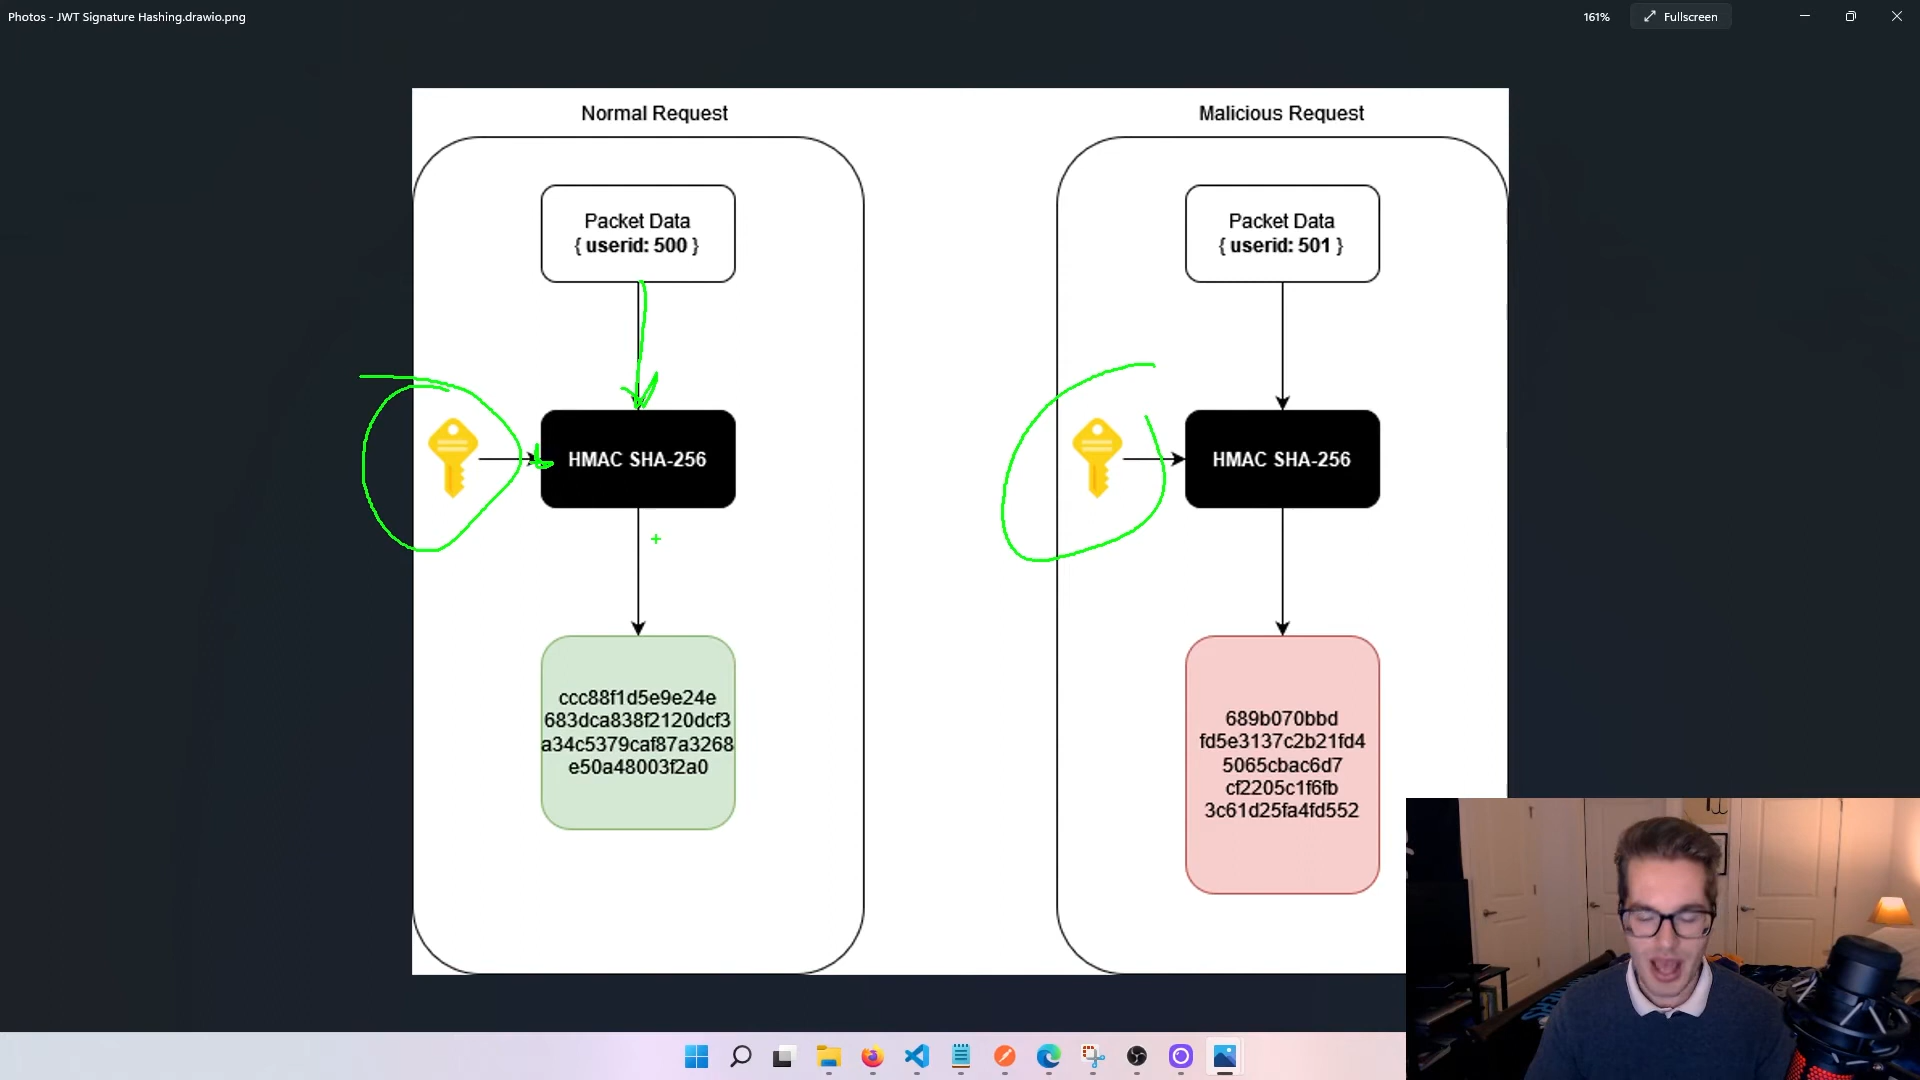 Photos - JWT Signature Hashing.drawio.png
161%
Fullscreen
Normal Request
Packet Data
{ userid: 500 }
HMAC SHA-256
ccc88f1d5e9e24e
683dca838f2120dcf3
a34c5379caf87a3268
e50a48003f2a0
Malicious Request
Packet Data
{ userid: 501 }
HMAC SHA-256
689b070bbd
fd5e3137c2b21fd4
5065cbac6d7
cf2205c1f6fb
3c61d25fa4fd552